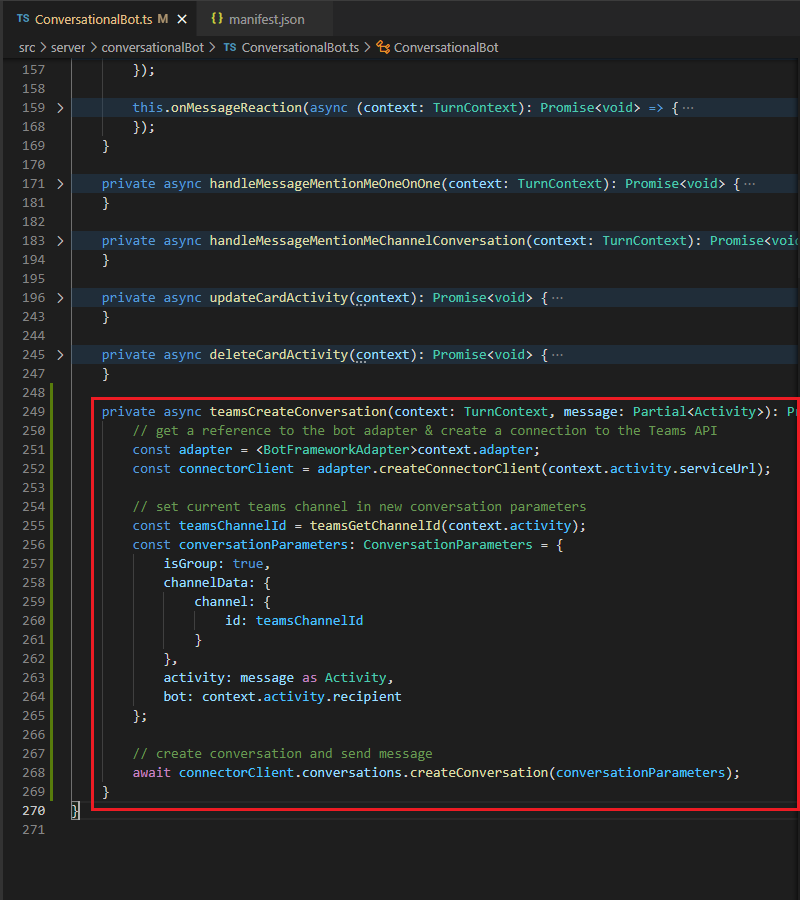 TS ConversationalBot.ts M ×
{} manifest.json
src > server > conversationalBot > TS ConversationalBot.ts > ConversationalBot
157 });
158
159 > this.onMessageReaction(async (context: TurnContext): Promise<void> => {···
168 });
169 }
170
171 > private async handleMessageMentionMeOneOnOne(context: TurnContext): Promise<void> {···
181 }
182
183 > private async handleMessageMentionMeChannelConversation(context: TurnContext): Promise<voi
194 }
195
196 > private async updateCardActivity(context): Promise<void> {···
243 }
244
245 > private async deleteCardActivity(context): Promise<void> {···
247 }
248
249 private async teamsCreateConversation(context: TurnContext, message: Partial<Activity>): P
250 // get a reference to the bot adapter & create a connection to the Teams API
251 const adapter = <BotFrameworkAdapter>context.adapter;
252 const connectorClient = adapter.createConnectorClient(context.activity.serviceUrl);
253
254 // set current teams channel in new conversation parameters
255 const teamsChannelId = teamsGetChannelId(context.activity);
256 const conversationParameters: ConversationParameters = {
257 isGroup: true,
258 channelData: {
259 channel: {
260 id: teamsChannelId
261 }
262 },
263 activity: message as Activity,
264 bot: context.activity.recipient
265 };
266
267 // create conversation and send message
268 await connectorClient.conversations.createConversation(conversationParameters);
269 }
270 }
271